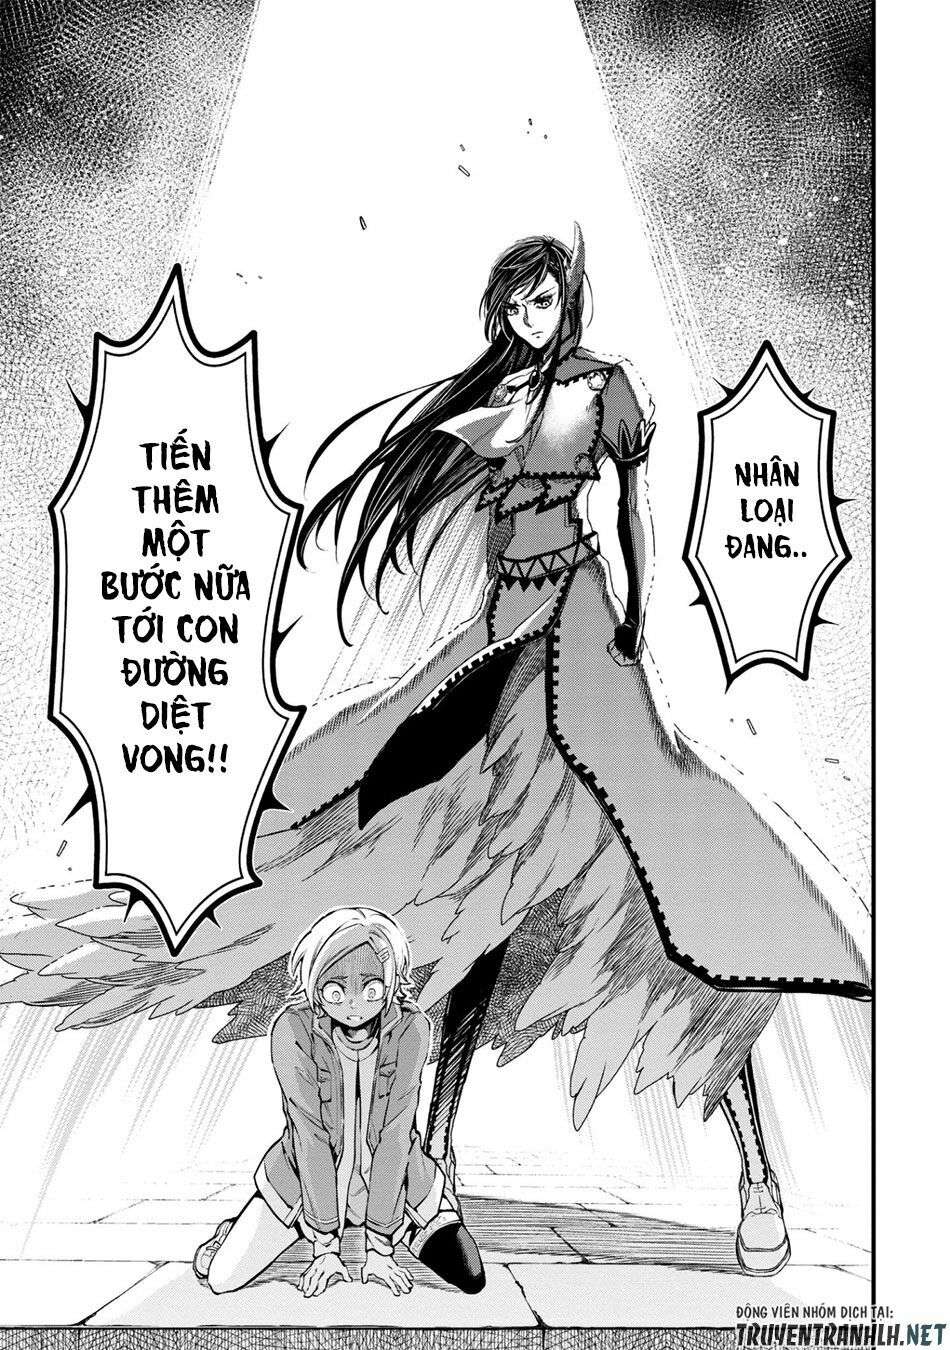 NHÂN
LOẠI
ĐANG..
TIẾN
THÊM
MỘT
BƯỚC NỮA
TỚI CON
ĐƯỜNG
DIỆT
VONG!!
ĐỘNG VIÊN NHÓM DỊCH TẠI:
TRUYENTRANHLH.NET